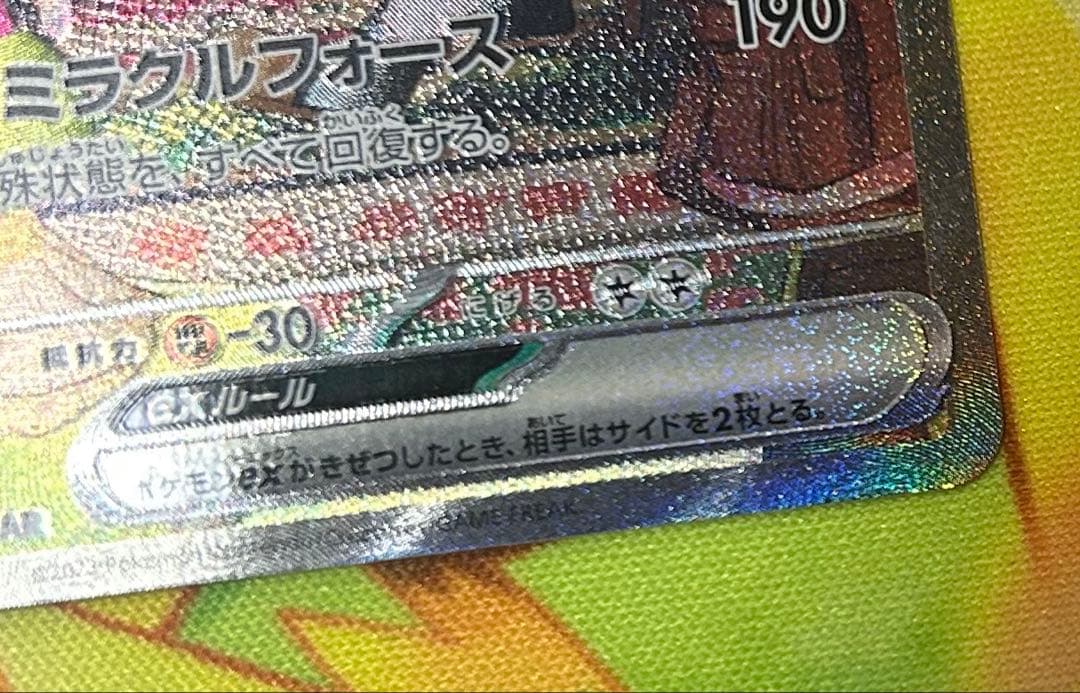 ミラクルフォース 190
殊状態を、すべて回復する。
抵抗力 -30 にげる
exルール
ポケモンexがきぜつしたとき、相手はサイドを2枚とる。
AR
©2023 Pokémon GAME FREAK